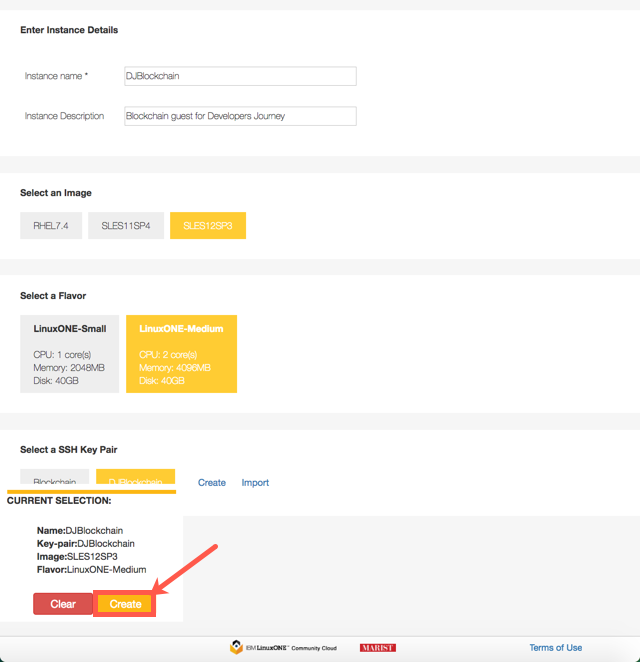 Enter Instance Details
Instance name * DJBlockchain
Instance Description Blockchain guest for Developers Journey
Select an Image
RHEL7.4 SLES11SP4 SLES12SP3
Select a Flavor
LinuxONE-Small LinuxONE-Medium
CPU: 1 core(s) CPU: 2 core(s)
Memory: 2048MB Memory: 4096MB
Disk: 40GB Disk: 40GB
Select a SSH Key Pair
Blockchain DJBlockchain Create Import
CURRENT SELECTION:
Name:DJBlockchain
Key-pair:DJBlockchain
Image:SLES12SP3
Flavor:LinuxONE-Medium
Clear Create
IBM LinuxONE™ Community Cloud MARIST Terms of Use